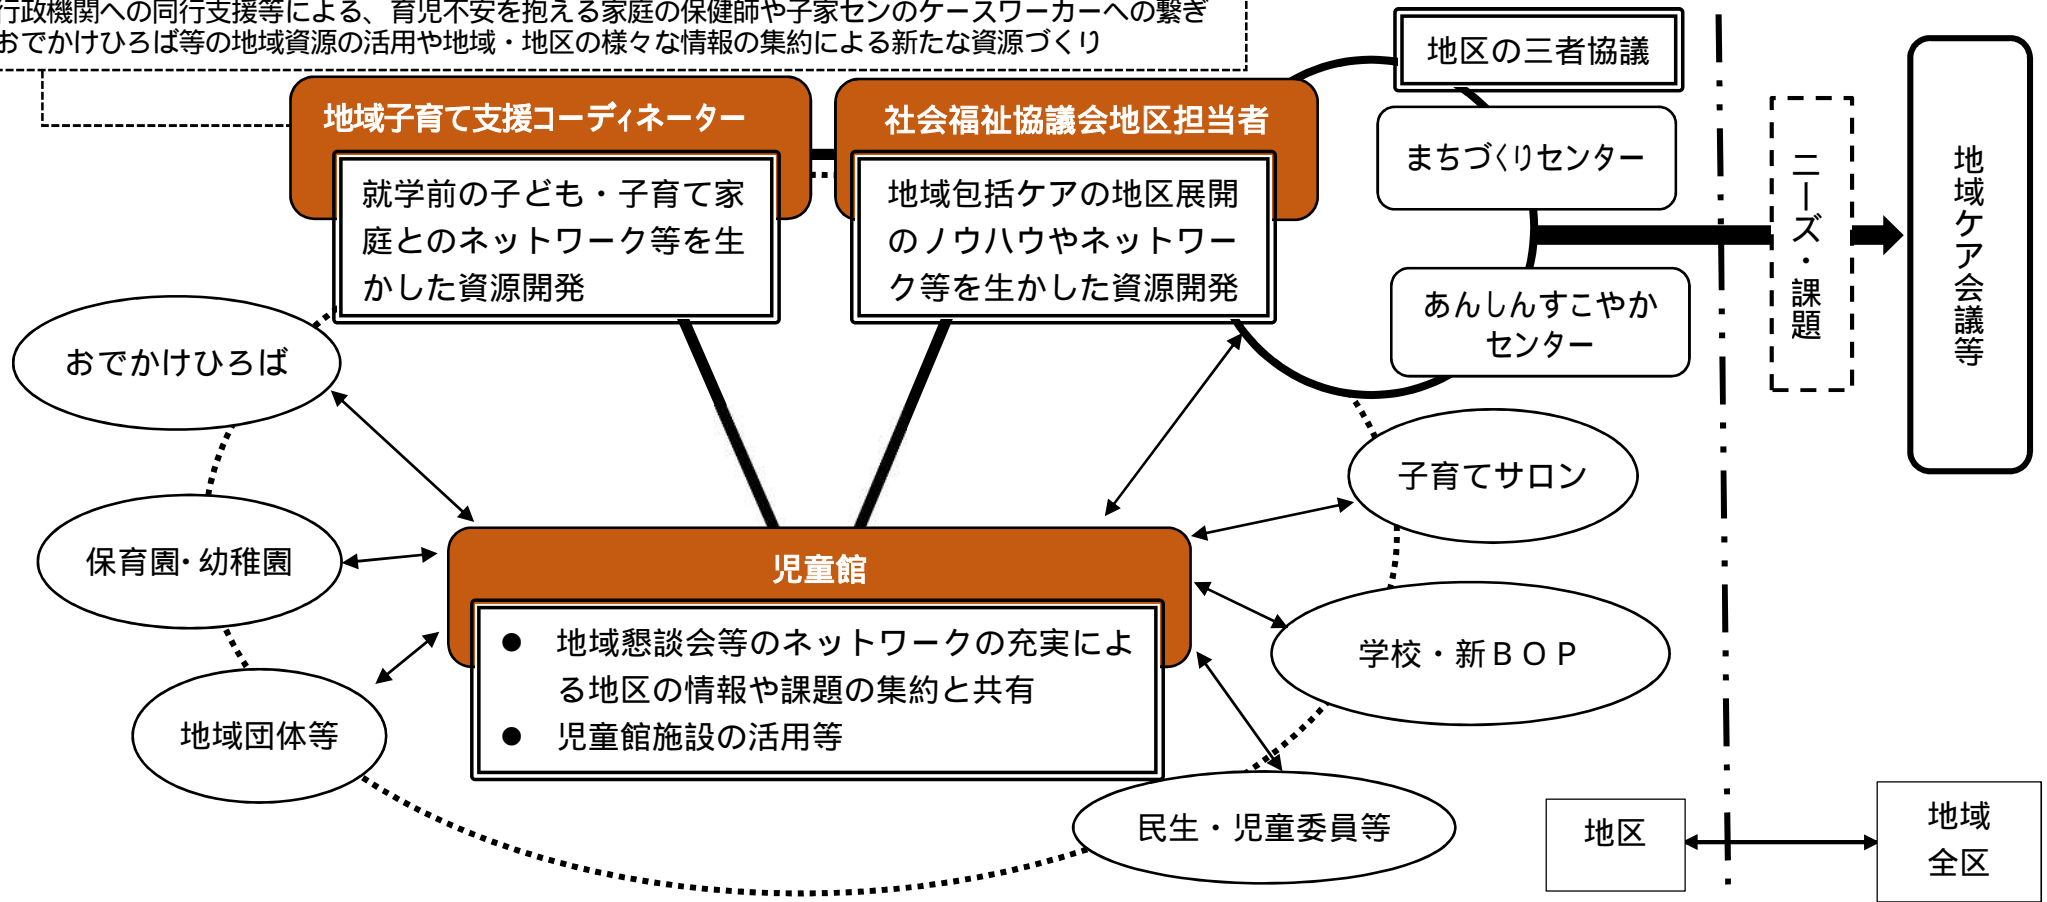 行政機関への同行支援等による、育児不安を抱える家庭の保健師や子家センのケースワーカーへの繋ぎ
おでかけひろば等の地域資源の活用や地域・地区の様々な情報の集約による新たな資源づくり
地区の三者協議
地域子育て支援コーディネーター
社会福祉協議会地区担当者
まちづくりセンター
就学前の子ども・子育て家
庭とのネットワーク等を生
かした資源開発
地域包括ケアの地区展開
のノウハウやネットワー
ク等を生かした資源開発
あんしんすこやか
センター
ニーズ・課題
地域ケア会議等
おでかけひろば
子育てサロン
保育園・幼稚園
児童館
学校・新ＢＯＰ
● 地域懇談会等のネットワークの充実によ
る地区の情報や課題の集約と共有
● 児童館施設の活用等
地域団体等
民生・児童委員等
地区
地域
全区